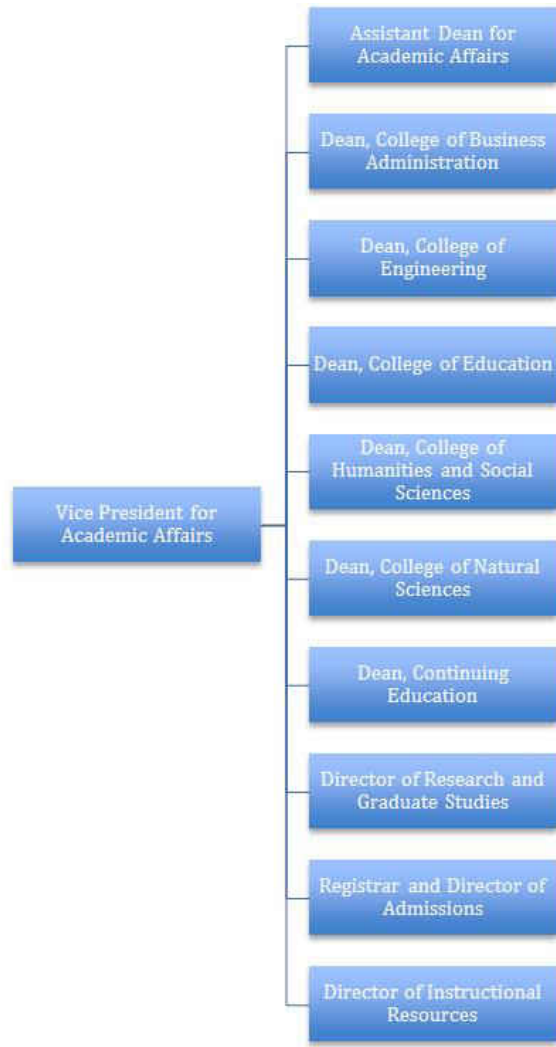 Assistant Dean for
Academic Affairs
Dean, College of Business
Administration
Dean, College of
Engineering
Dean, College of Education
Dean, College of
Humanities and Social
Sciences
Vice President for
Academic Affairs
Dean, College of Natural
Sciences
Dean, Continuing
Education
Director of Research and
Graduate Studies
Registrar and Director of
Admissions
Director of Instructional
Resources